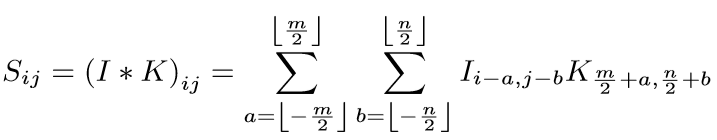 S_{ij} = (I * K)_{ij} = \sum_{a=\lfloor -\frac{m}{2} \rfloor}^{\lfloor \frac{m}{2} \rfloor} \sum_{b=\lfloor -\frac{n}{2} \rfloor}^{\lfloor \frac{n}{2} \rfloor} I_{i-a,j-b} K_{\frac{m}{2}+a,\frac{n}{2}+b}